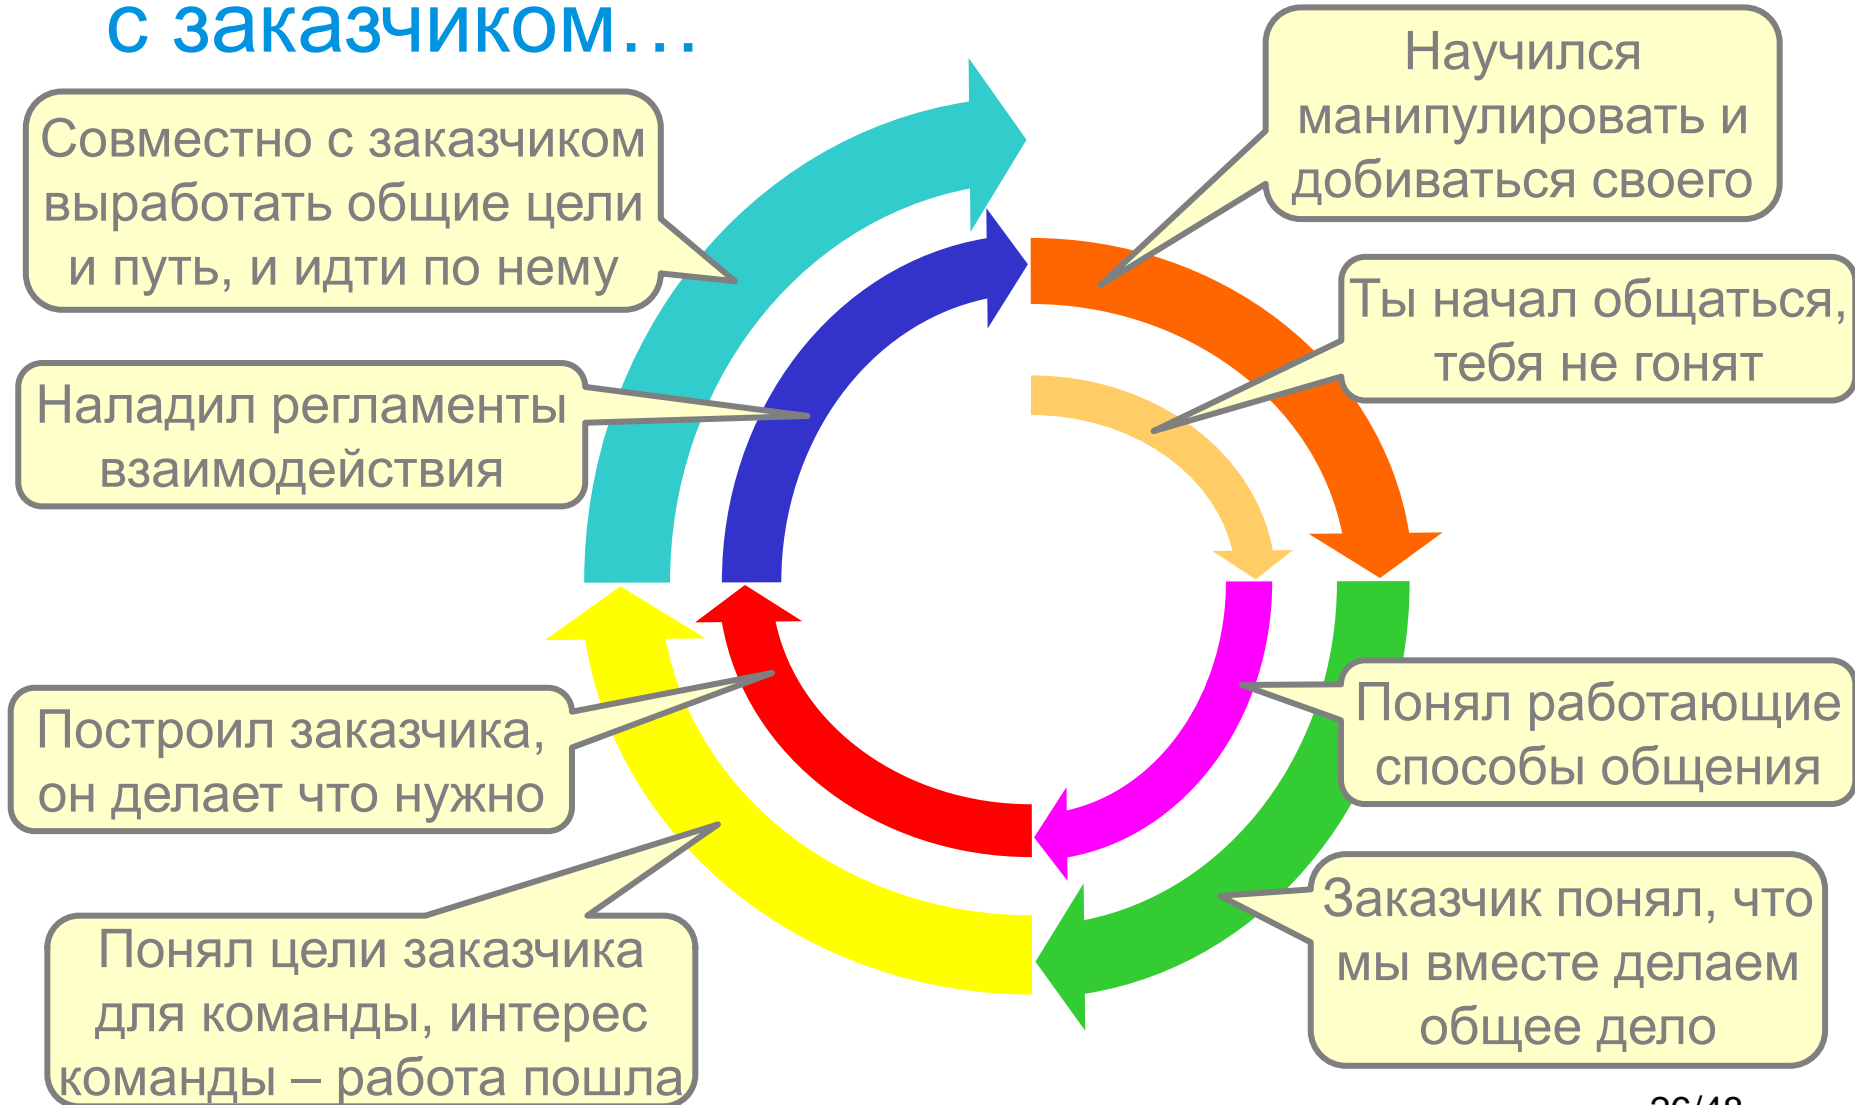 с заказчиком…
Совместно с заказчиком
выработать общие цели
и путь, и идти по нему
Научился
манипулировать и
добиваться своего
Ты начал общаться,
тебя не гонят
Наладил регламенты
взаимодействия
Построил заказчика,
он делает что нужно
Понял работающие
способы общения
Понял цели заказчика
для команды, интерес
команды – работа пошла
Заказчик понял, что
мы вместе делаем
общее дело
26/48